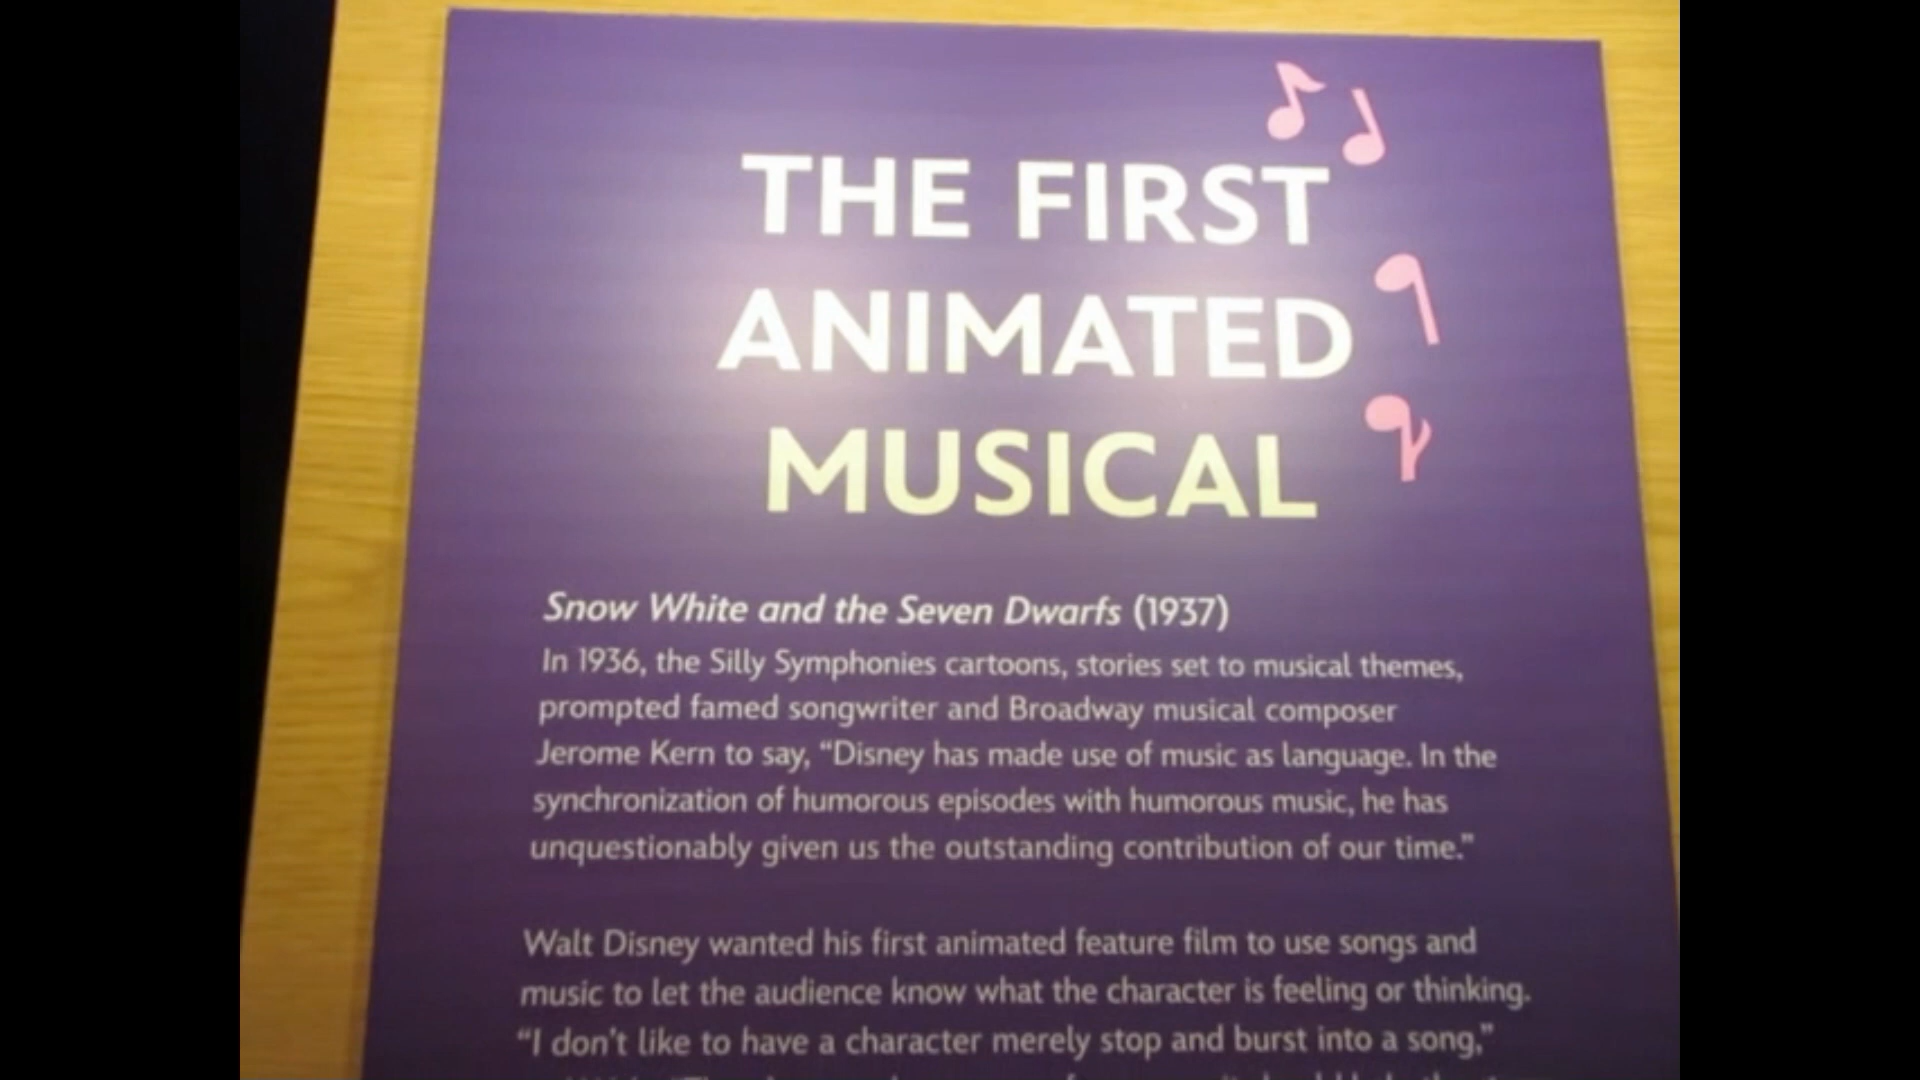 THE FIRST
ANIMATED
MUSICAL
Snow White and the Seven Dwarfs (1937)
In 1936, the Silly Symphonies cartoons, stories set to musical themes,
prompted famed songwriter and Broadway musical composer
Jerome Kern to say, “Disney has made use of music as language. In the
synchronization of humorous episodes with humorous music, he has
unquestionably given us the outstanding contribution of our time.”
Walt Disney wanted his first animated feature film to use songs and
music to let the audience know what the character is feeling or thinking.
“I don’t like to have a character merely stop and burst into a song,”